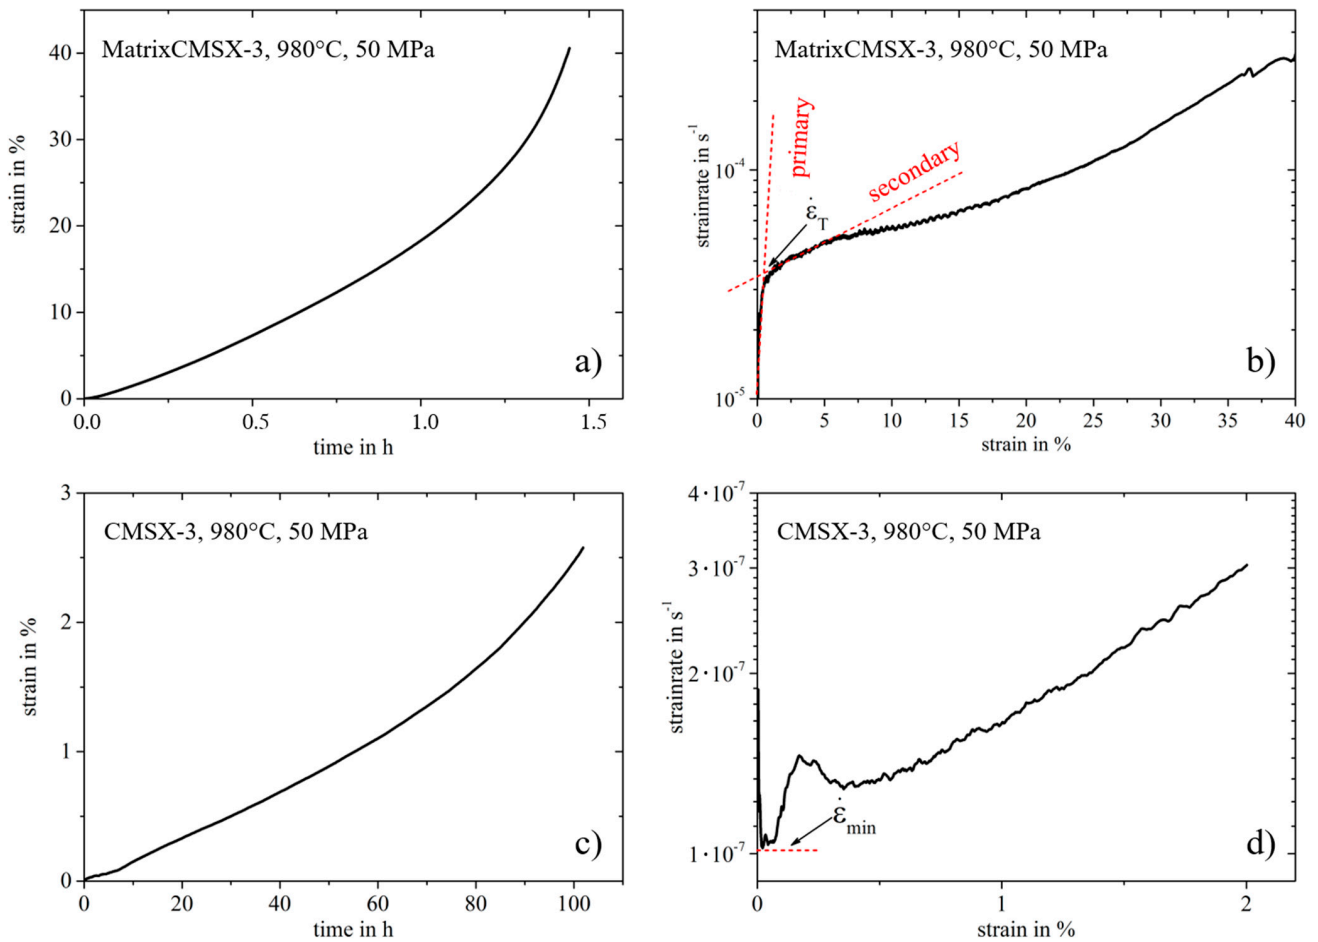 MatrixCMSX-3, 980°C, 50 MPa
strain in %
40
30
20
10
0
0.0
0.5
1.0
1.5
time in h
a)
MatrixCMSX-3, 980°C, 50 MPa
strainrate in s⁻¹
10⁻⁴
10⁻⁵
primary
secondary
ε̇T
0
5
10
15
20
25
30
35
40
strain in %
b)
CMSX-3, 980°C, 50 MPa
strain in %
3
2
1
0
0
20
40
60
80
100
time in h
c)
CMSX-3, 980°C, 50 MPa
strainrate in s⁻¹
4·10⁻⁷
3·10⁻⁷
2·10⁻⁷
1·10⁻⁷
ε̇min
0
1
2
strain in %
d)